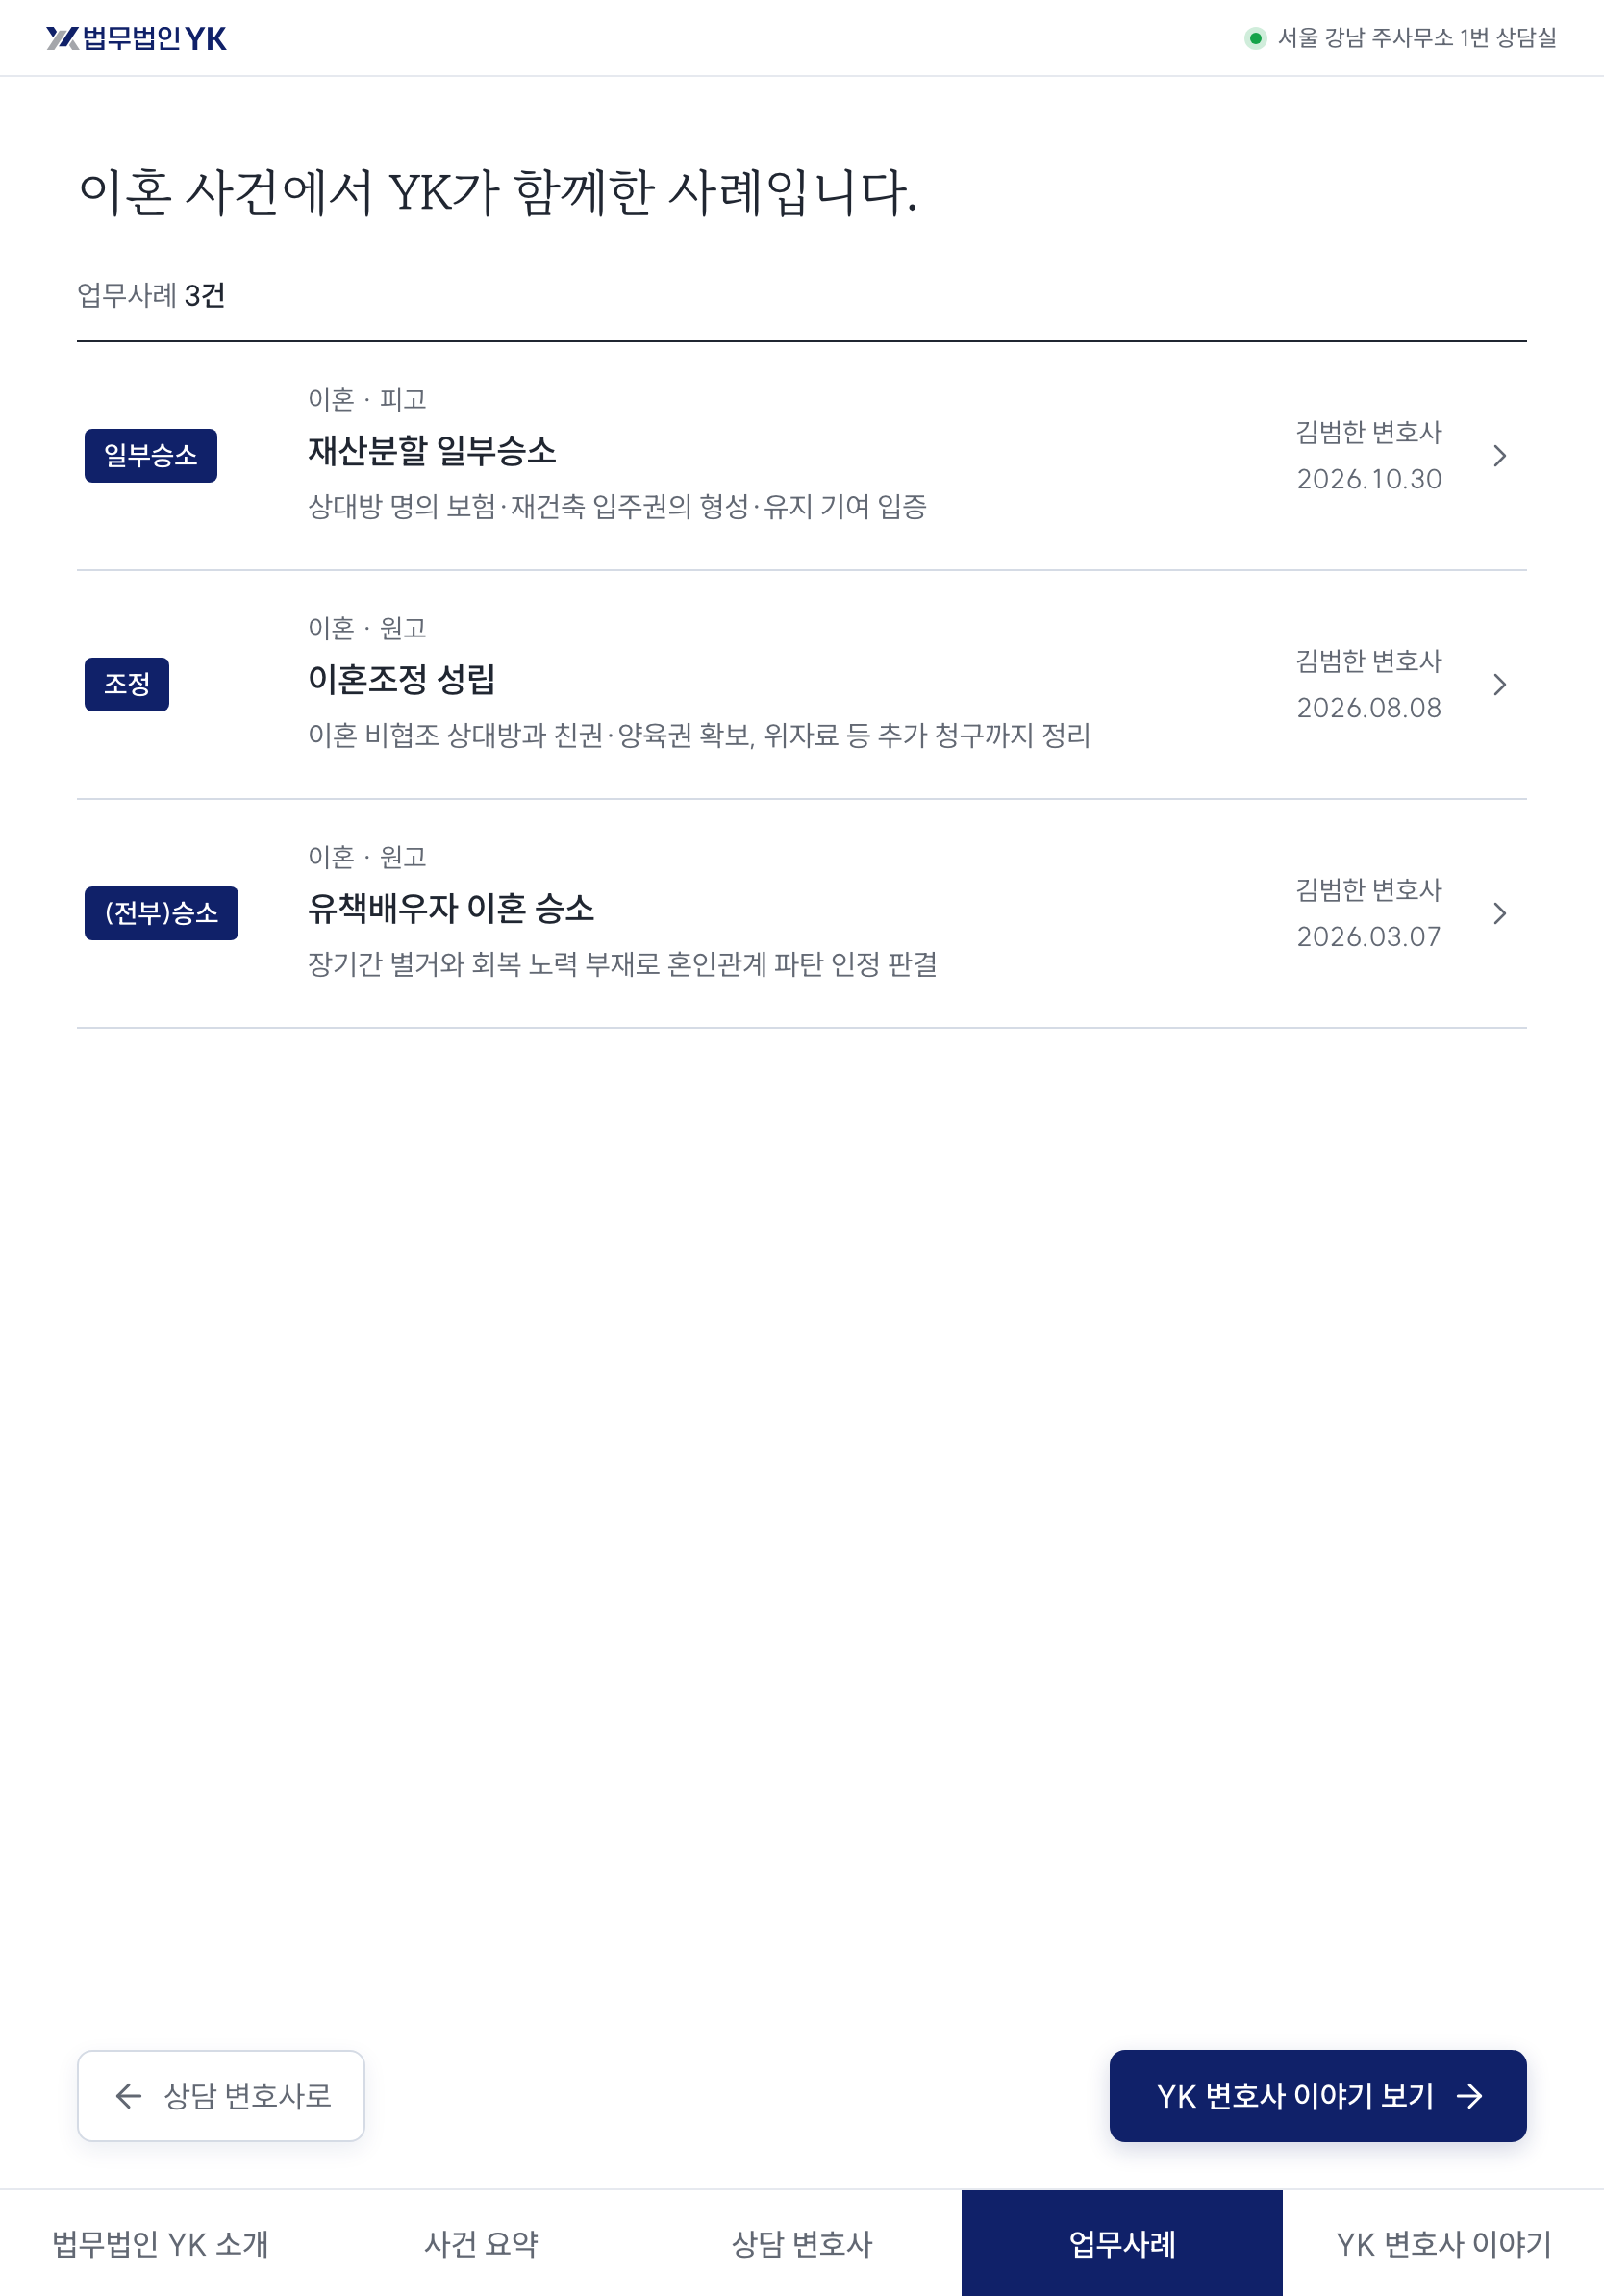 법무법인 YK
서울 강남 주사무소 1번 상담실
이혼 사건에서 YK가 함께한 사례입니다.
업무사례 3건
일부승소
이혼 · 피고
재산분할 일부승소
상대방 명의 보험·재건축 입주권의 형성·유지 기여 입증
김범한 변호사
2026.10.30
조정
이혼 · 원고
이혼조정 성립
이혼 비협조 상대방과 친권·양육권 확보, 위자료 등 추가 청구까지 정리
김범한 변호사
2026.08.08
(전부)승소
이혼 · 원고
유책배우자 이혼 승소
장기간 별거와 회복 노력 부재로 혼인관계 파탄 인정 판결
김범한 변호사
2026.03.07
상담 변호사로
YK 변호사 이야기 보기
법무법인 YK 소개
사건 요약
상담 변호사
업무사례
YK 변호사 이야기